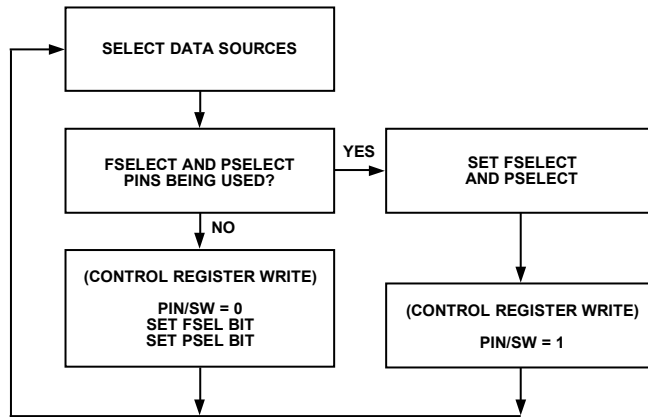 SELECT DATA SOURCES
FSELECT AND PSELECT
PINS BEING USED?
YES
SET FSELECT
AND PSELECT
NO
(CONTROL REGISTER WRITE)
PIN/SW = 0
SET FSEL BIT
SET PSEL BIT
(CONTROL REGISTER WRITE)
PIN/SW = 1